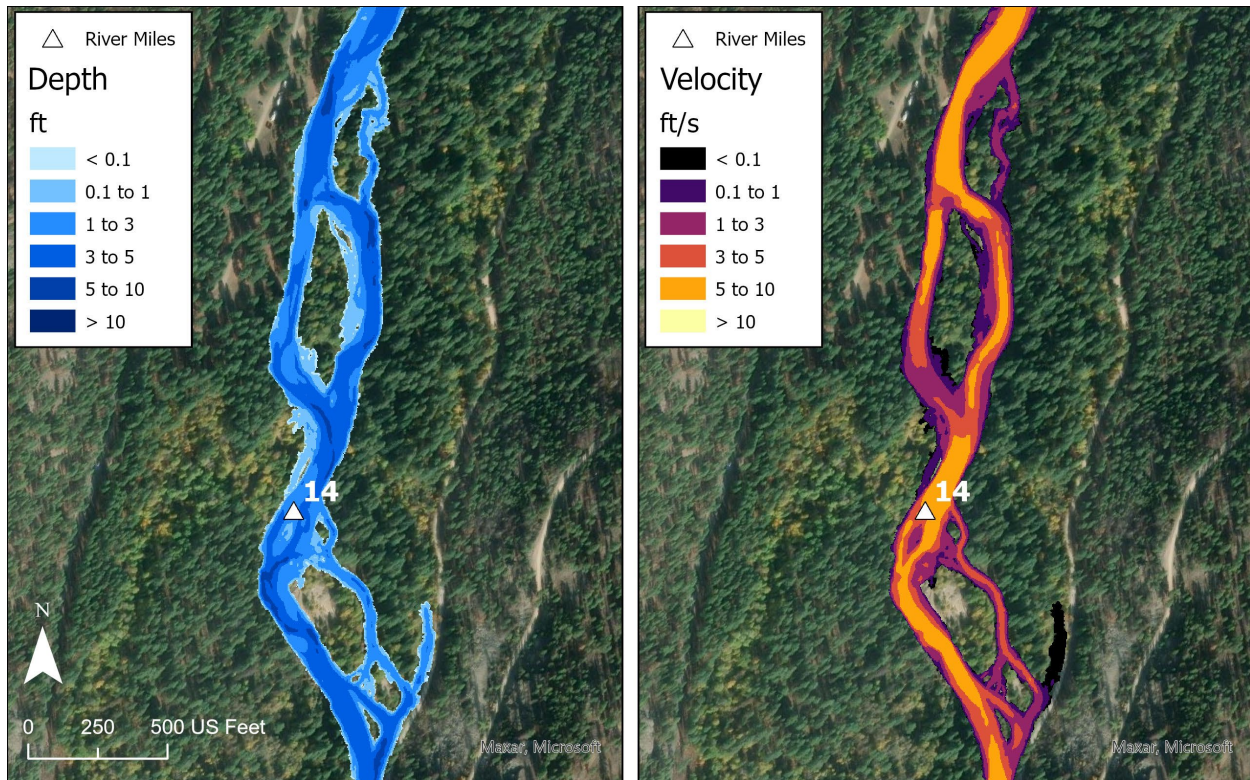 River Miles
Depth
ft
< 0.1
0.1 to 1
1 to 3
3 to 5
5 to 10
> 10
14
N
0 250 500 US Feet
Maxar, Microsoft
River Miles
Velocity
ft/s
< 0.1
0.1 to 1
1 to 3
3 to 5
5 to 10
> 10
14
Maxar, Microsoft